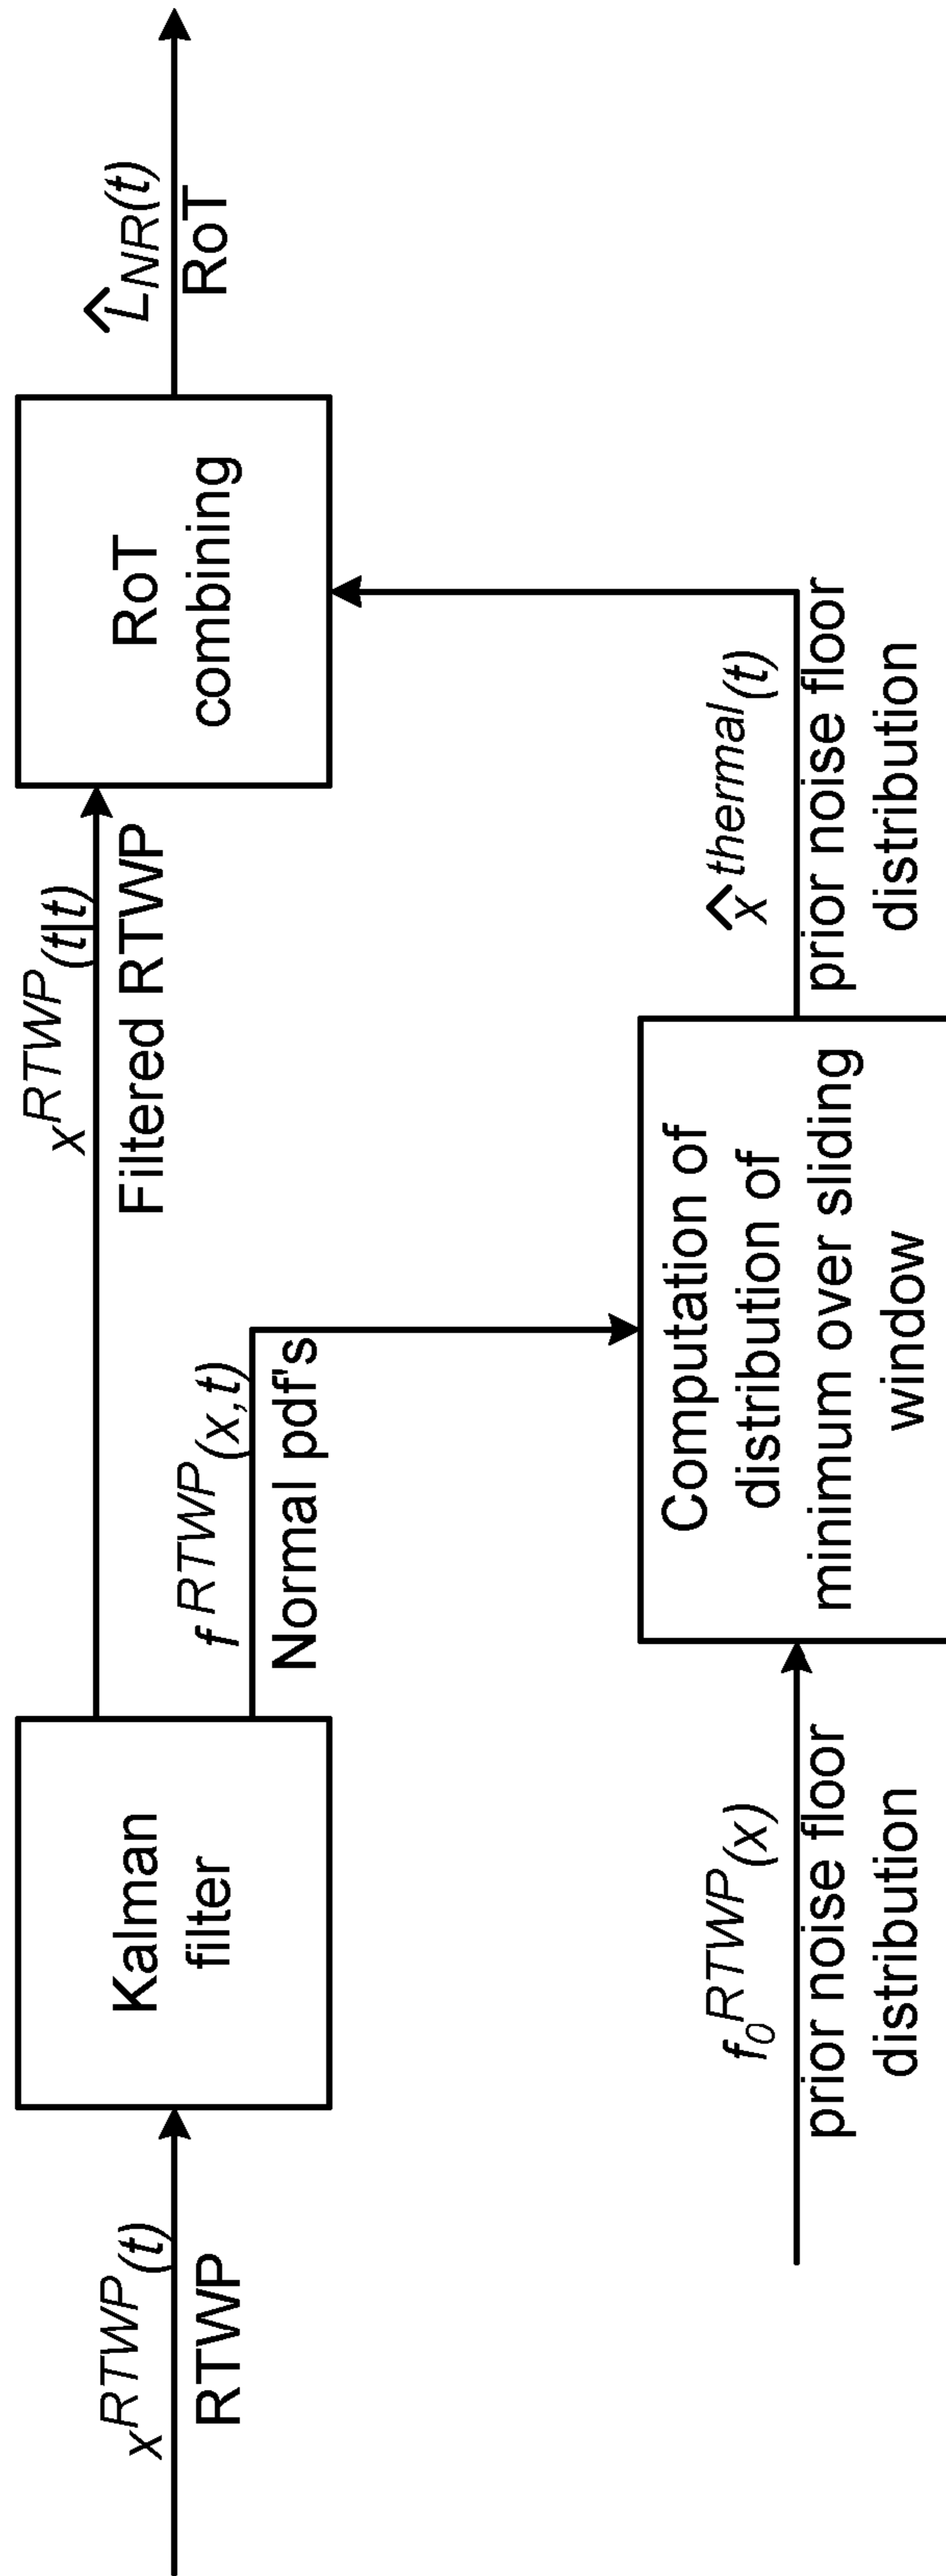 x^RTWP(t)
RTWP
Kalman
filter
x^RTWP(t|t)
Filtered RTWP
f^RTWP(x,t)
Normal pdf's
RoT
combining
L̂_NR(t)
RoT
f_0^RTWP(x)
prior noise floor
distribution
Computation of
distribution of
minimum over sliding
window
x̂^thermal(t)
prior noise floor
distribution